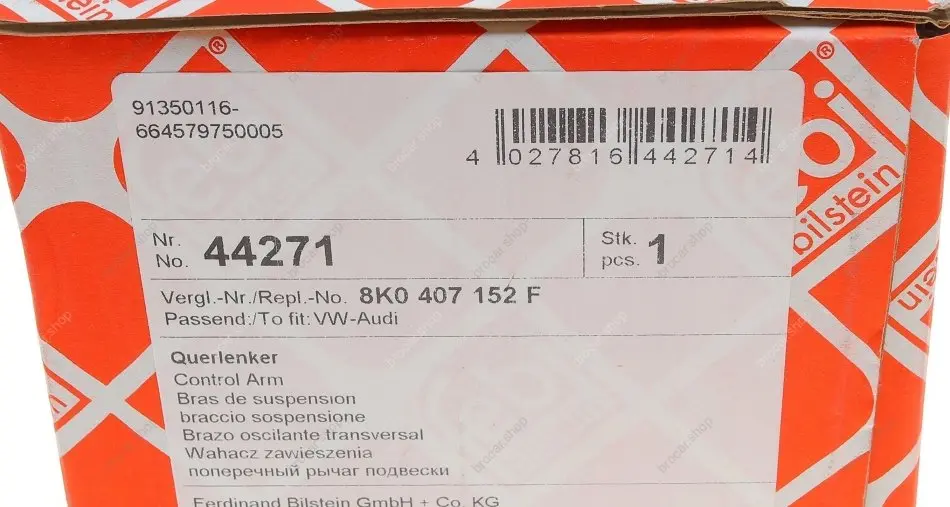 91350116-
664579750005
4 027816 442714
Nr.
No. 44271
Stk.
pcs. 1
Vergl.-Nr./Repl.-No. 8K0 407 152 F
Passend:/To fit: VW-Audi
Querlenker
Control Arm
Bras de suspension
braccio sospensione
Brazo oscilante transversal
Wahacz zawieszenia
поперечный рычаг подвески
Ferdinand Bilstein GmbH + Co. KG
bilstein
brocar.shop